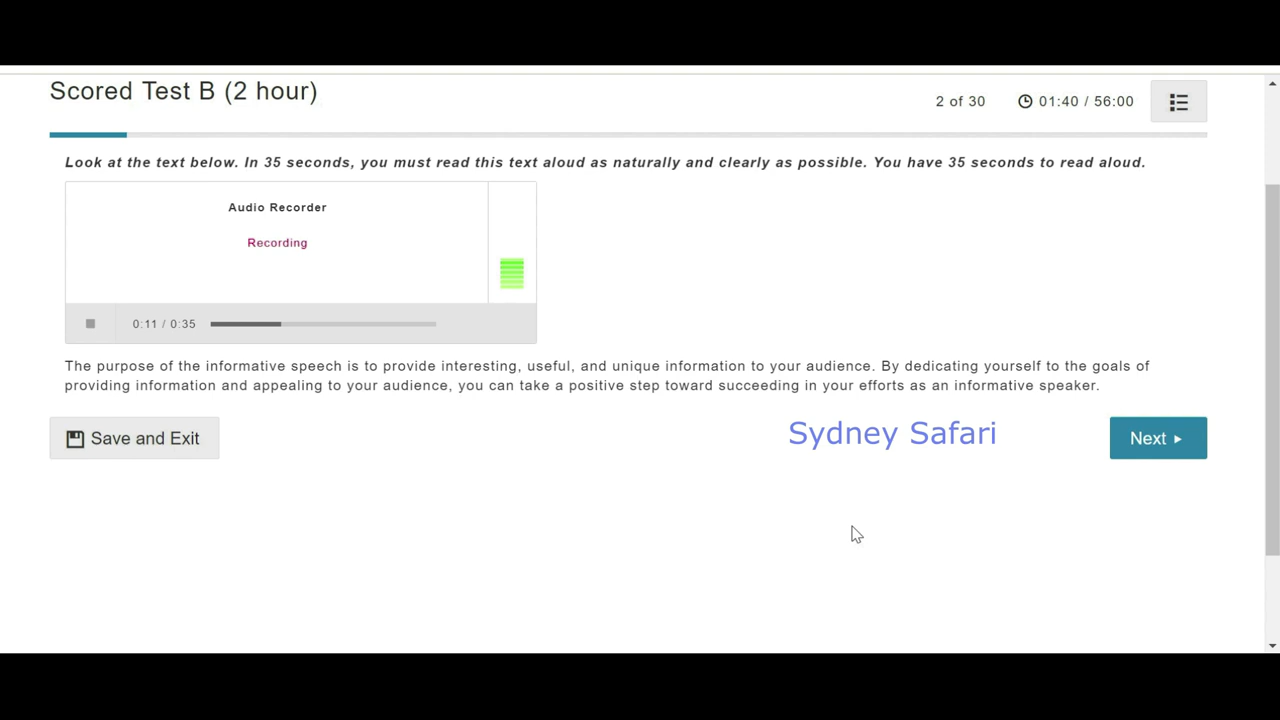 Scored Test B (2 hour)
2 of 30
01:40 / 56:00
Look at the text below. In 35 seconds, you must read this text aloud as naturally and clearly as possible. You have 35 seconds to read aloud.
Audio Recorder
Recording
0:11 / 0:35
The purpose of the informative speech is to provide interesting, useful, and unique information to your audience. By dedicating yourself to the goals of
providing information and appealing to your audience, you can take a positive step toward succeeding in your efforts as an informative speaker.
Save and Exit
Sydney Safari
Next